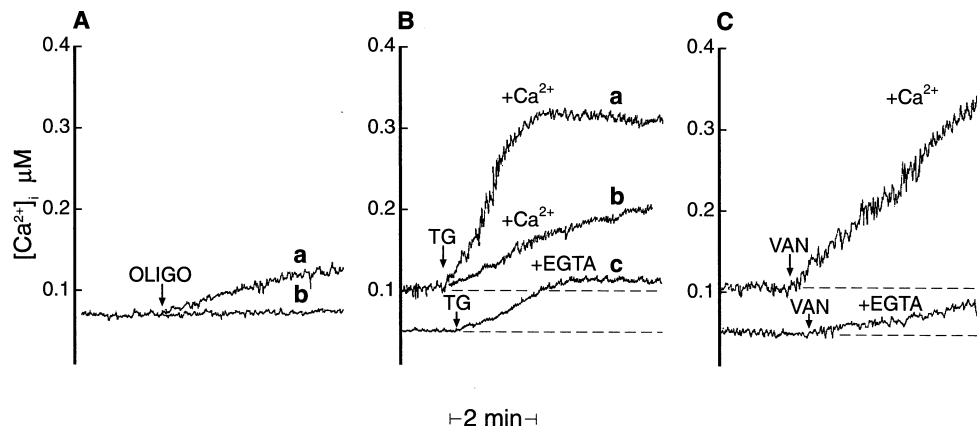 A
B
C
[Ca²⁺]ᵢ μM
0.4
0.3
0.2
0.1
OLIGO
a
b
0.4
0.3
0.2
0.1
+Ca²⁺
a
TG
+Ca²⁺
b
+EGTA
c
TG
0.4
0.3
0.2
0.1
+Ca²⁺
VAN
VAN
+EGTA
2 min